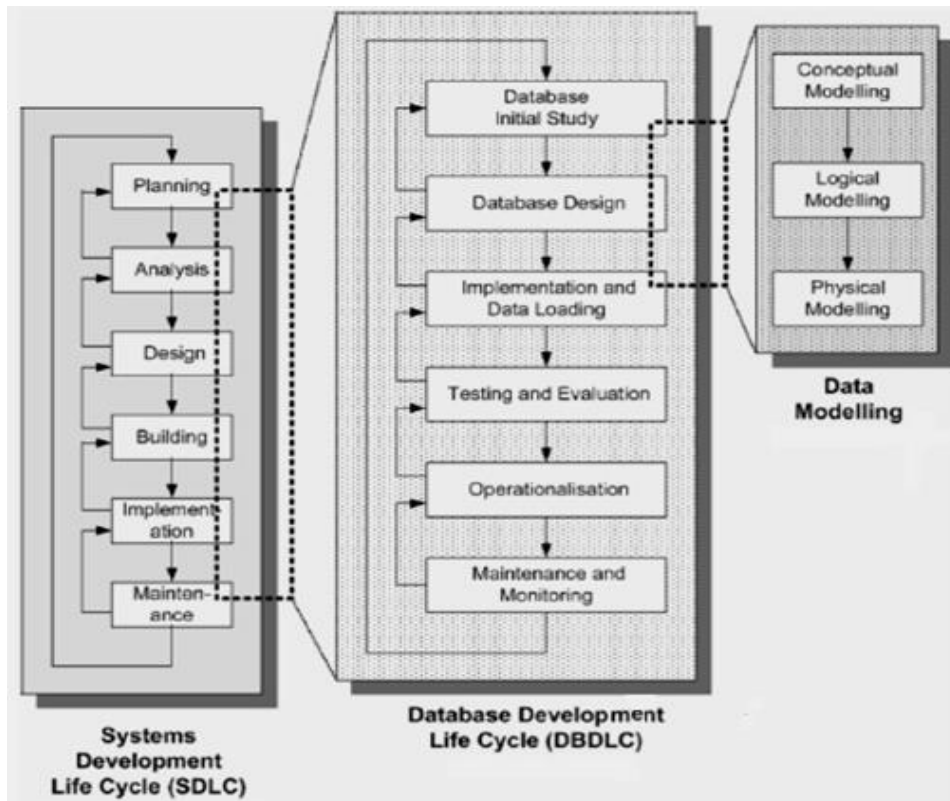 Planning
Analysis
Design
Building
Implement-
ation
Mainten-
ance
Systems
Development
Life Cycle (SDLC)
Database
Initial Study
Database Design
Implementation and
Data Loading
Testing and Evaluation
Operationalisation
Maintenance and
Monitoring
Database Development
Life Cycle (DBDLC)
Conceptual
Modelling
Logical
Modelling
Physical
Modelling
Data
Modelling